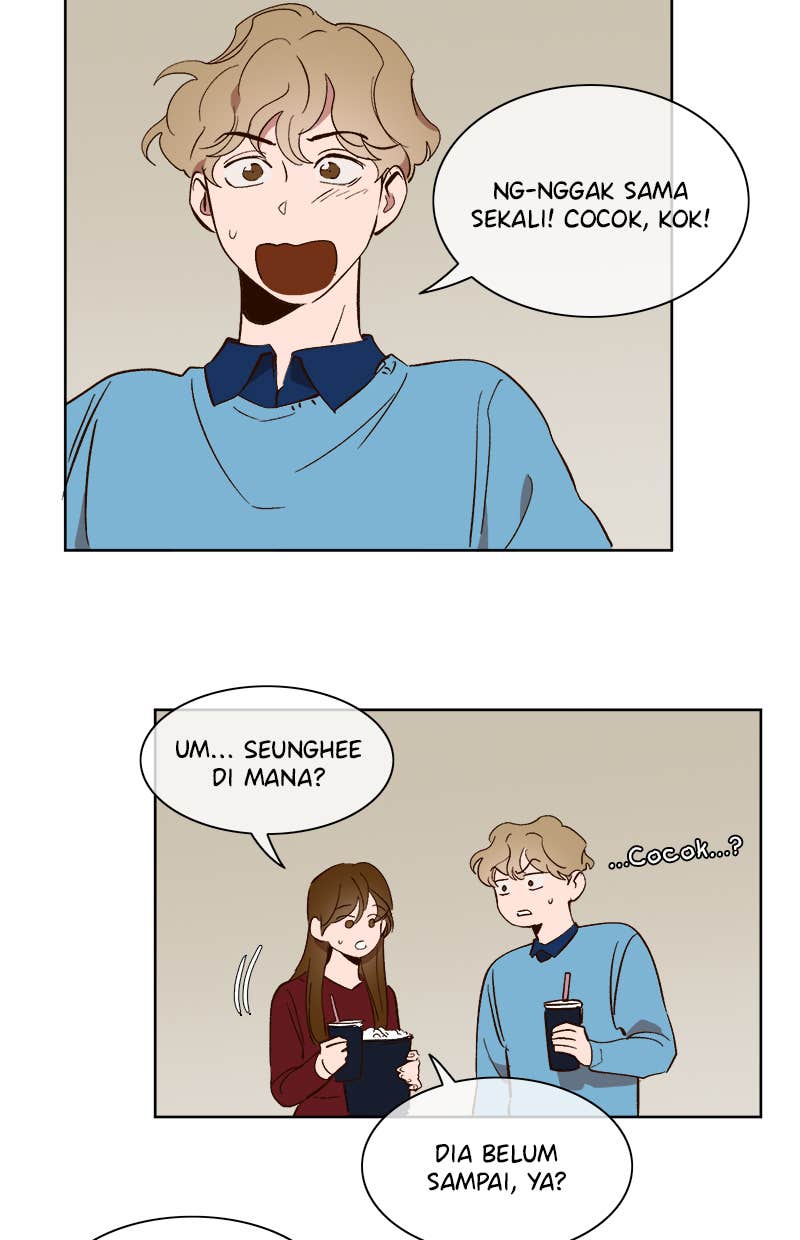 NG-NGGAK SAMA
SEKALI! COCOK, KOK!
UM... SEUNGHEE
DI MANA?
...Cocok...?
DIA BELUM
SAMPAI, YA?